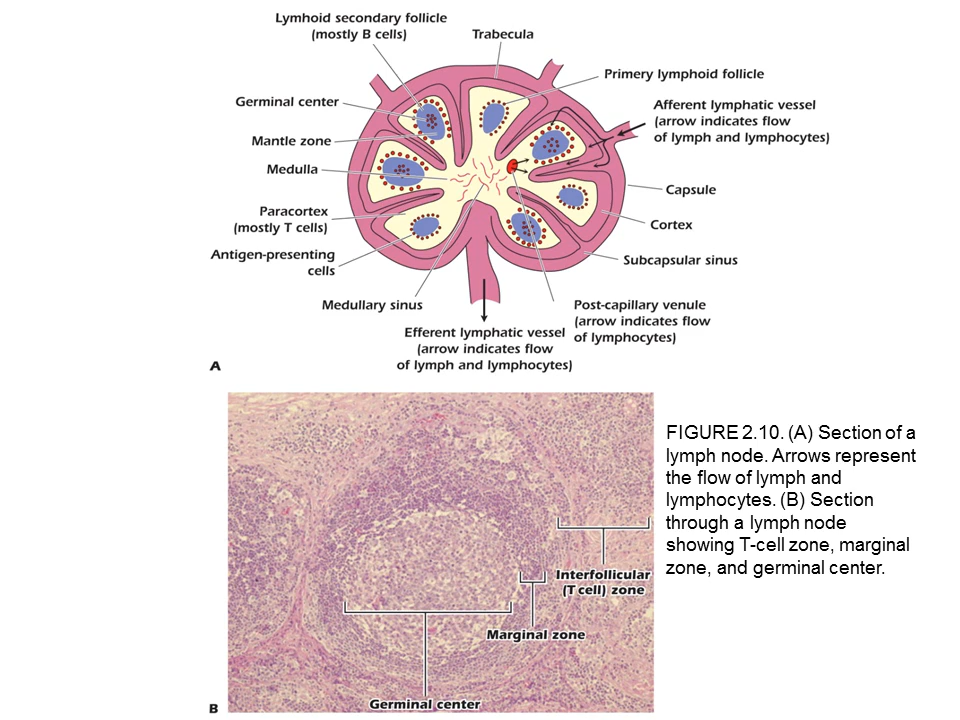 Lymhoid secondary follicle
(mostly B cells)
Trabecula
Primery lymphoid follicle
Germinal center
Afferent lymphatic vessel
(arrow indicates flow
of lymph and lymphocytes)
Mantle zone
Medulla
Capsule
Paracortex
(mostly T cells)
Cortex
Antigen-presenting
cells
Subcapsular sinus
Medullary sinus
Post-capillary venule
(arrow indicates flow
of lymphocytes)
Efferent lymphatic vessel
(arrow indicates flow
of lymph and lymphocytes)
A
FIGURE 2.10. (A) Section of a
lymph node. Arrows represent
the flow of lymph and
lymphocytes. (B) Section
through a lymph node
showing T-cell zone, marginal
zone, and germinal center.
Interfollicular
(T cell) zone
Marginal zone
Germinal center
B